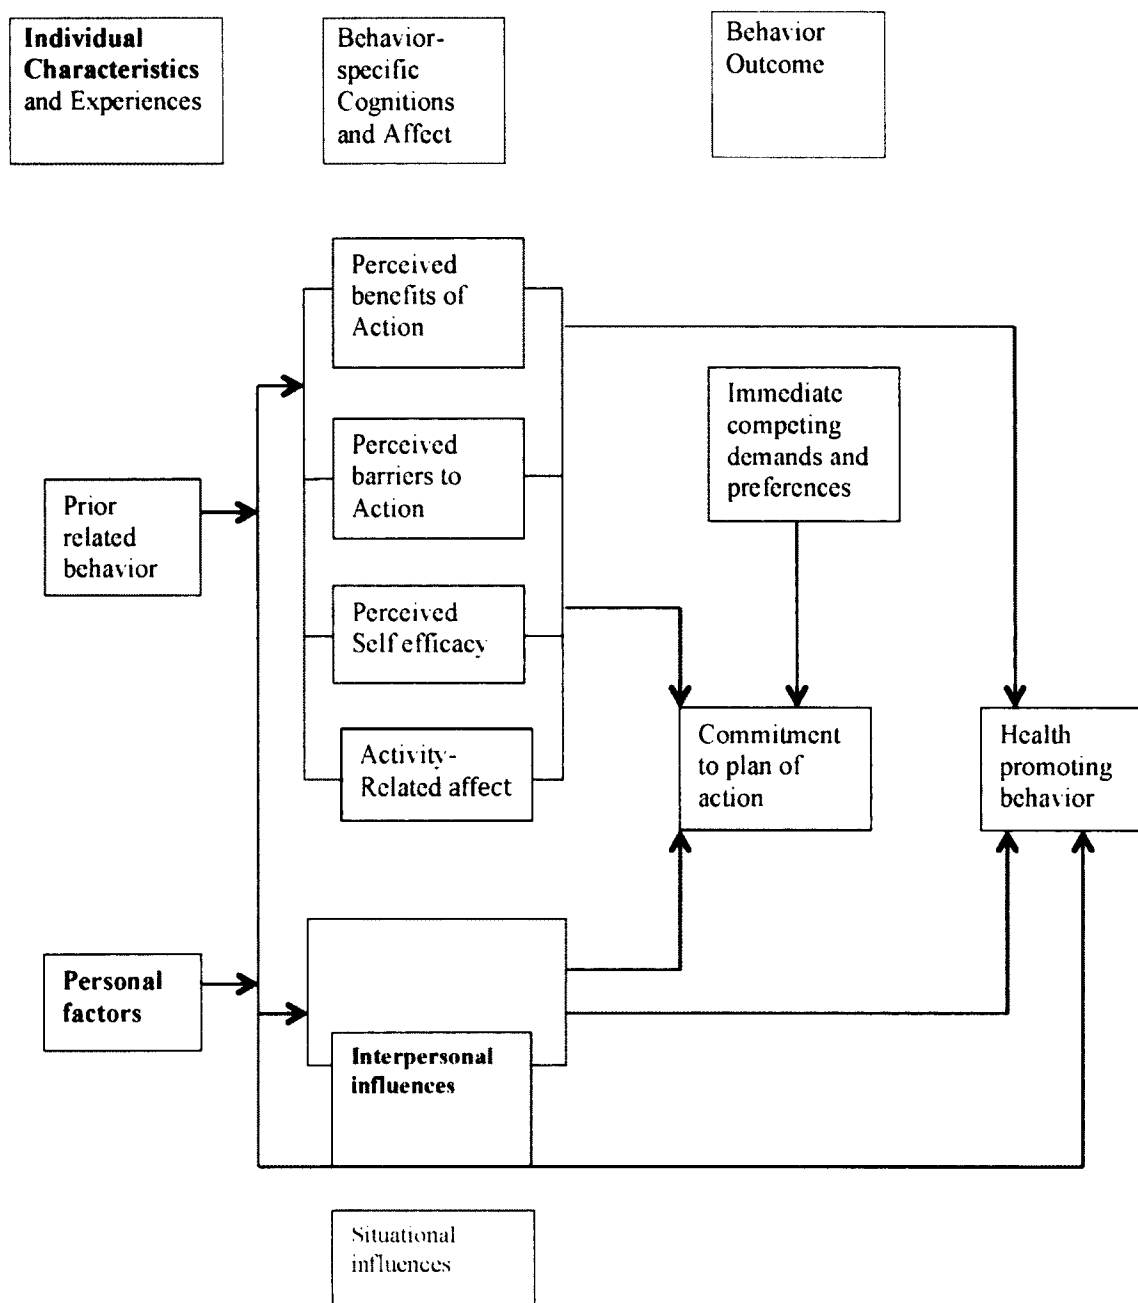 Individual
Characteristics
and Experiences
Behavior-
specific
Cognitions
and Affect
Behavior
Outcome
Perceived
benefits of
Action
Immediate
competing
demands and
preferences
Perceived
barriers to
Action
Prior
related
behavior
Perceived
Self efficacy
Activity-
Related affect
Commitment
to plan of
action
Health
promoting
behavior
Personal
factors
Interpersonal
influences
Situational
influences